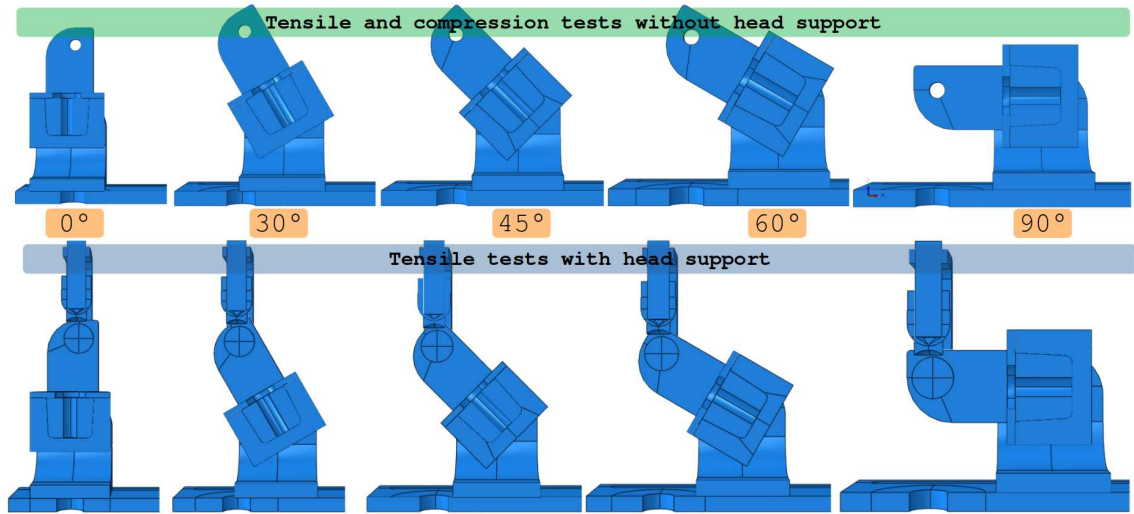 Tensile and compression tests without head support
0°
30°
45°
60°
90°
Tensile tests with head support